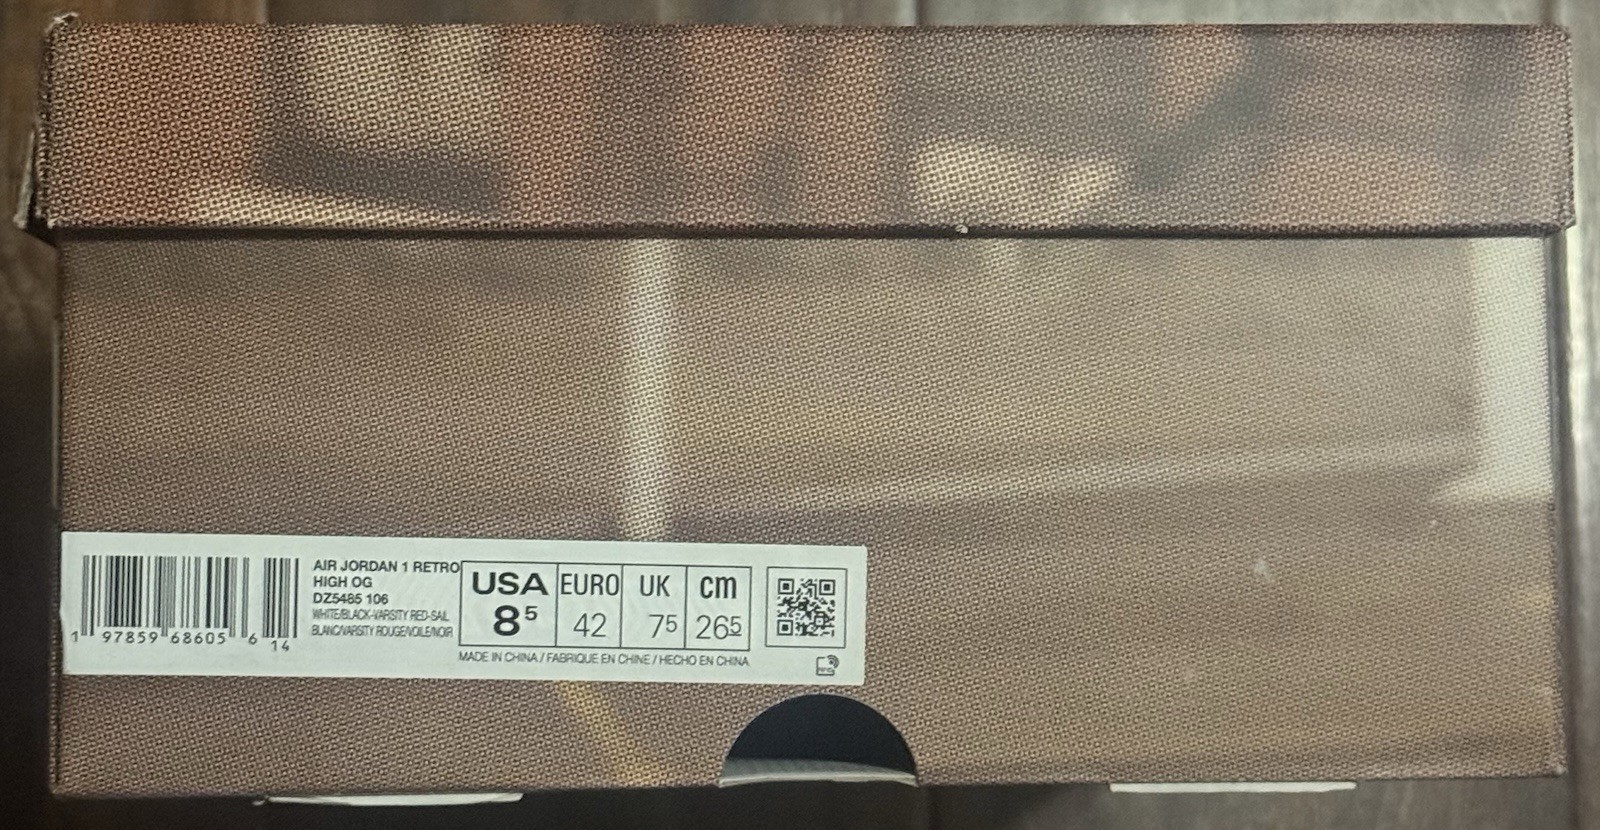 AIR JORDAN 1 RETRO
HIGH OG
DZ5485 106
WHITE/BLACK-VARSITY RED-SAIL
BLANC/VARSITY ROUGE/VOILE/NOIR
1 97859 68605 6 14
USA EURO UK cm
8⁵ 42 7⁵ 26⁵
MADE IN CHINA / FABRIQUE EN CHINE / HECHO EN CHINA